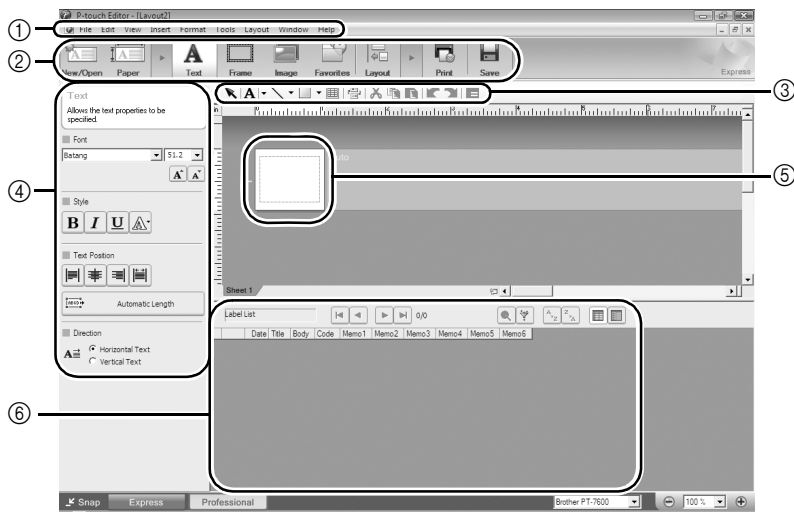 P-touch Editor - [Layout2]
① File Edit View Insert Format Tools Layout Window Help
② New/Open Paper Text Frame Image Favorites Layout Print Save Express
③
Text
Allows the text properties to be specified.
Font
Batang 51.2
A A
Style
B I U A
Text Position
Automatic Length
Direction
A Horizontal Text
Vertical Text
④
⑤
Auto
Sheet 1
⑥
Label List 0/0
Date Title Body Code Memo1 Memo2 Memo3 Memo4 Memo5 Memo6
Snap Express Professional Brother PT-7600 100 %